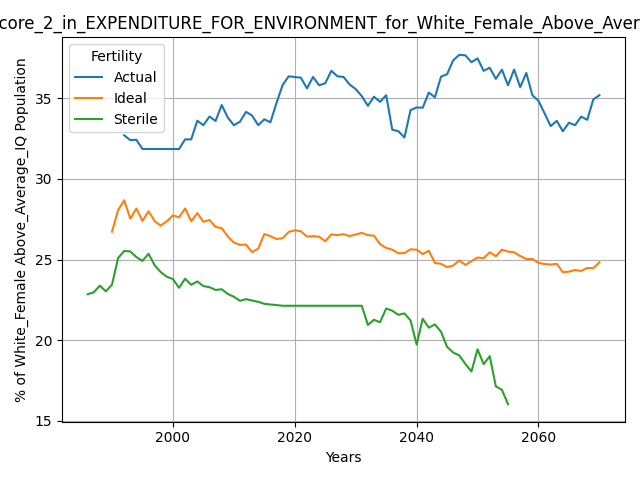 core_2_in_EXPENDITURE_FOR_ENVIRONMENT_for_White_Female_Above_Aver
Fertility
Actual
Ideal
Sterile
% of White_Female Above_Average_IQ Population
35
30
25
20
15
2000
2020
2040
2060
Years